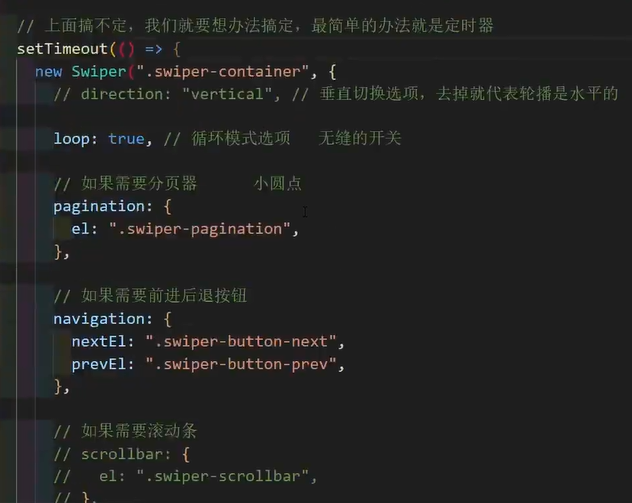 // 上面搞不定，我们就要想办法搞定，最简单的办法就是定时器
setTimeout(() => {
new Swiper(".swiper-container", {
// direction: "vertical", // 垂直切换选项，去掉就代表轮播是水平的
loop: true, // 循环模式选项 无缝的开关
// 如果需要分页器 小圆点
pagination: {
el: ".swiper-pagination",
},
// 如果需要前进后退按钮
navigation: {
nextEl: ".swiper-button-next",
prevEl: ".swiper-button-prev",
},
// 如果需要滚动条
// scrollbar: {
// el: ".swiper-scrollbar",
// },